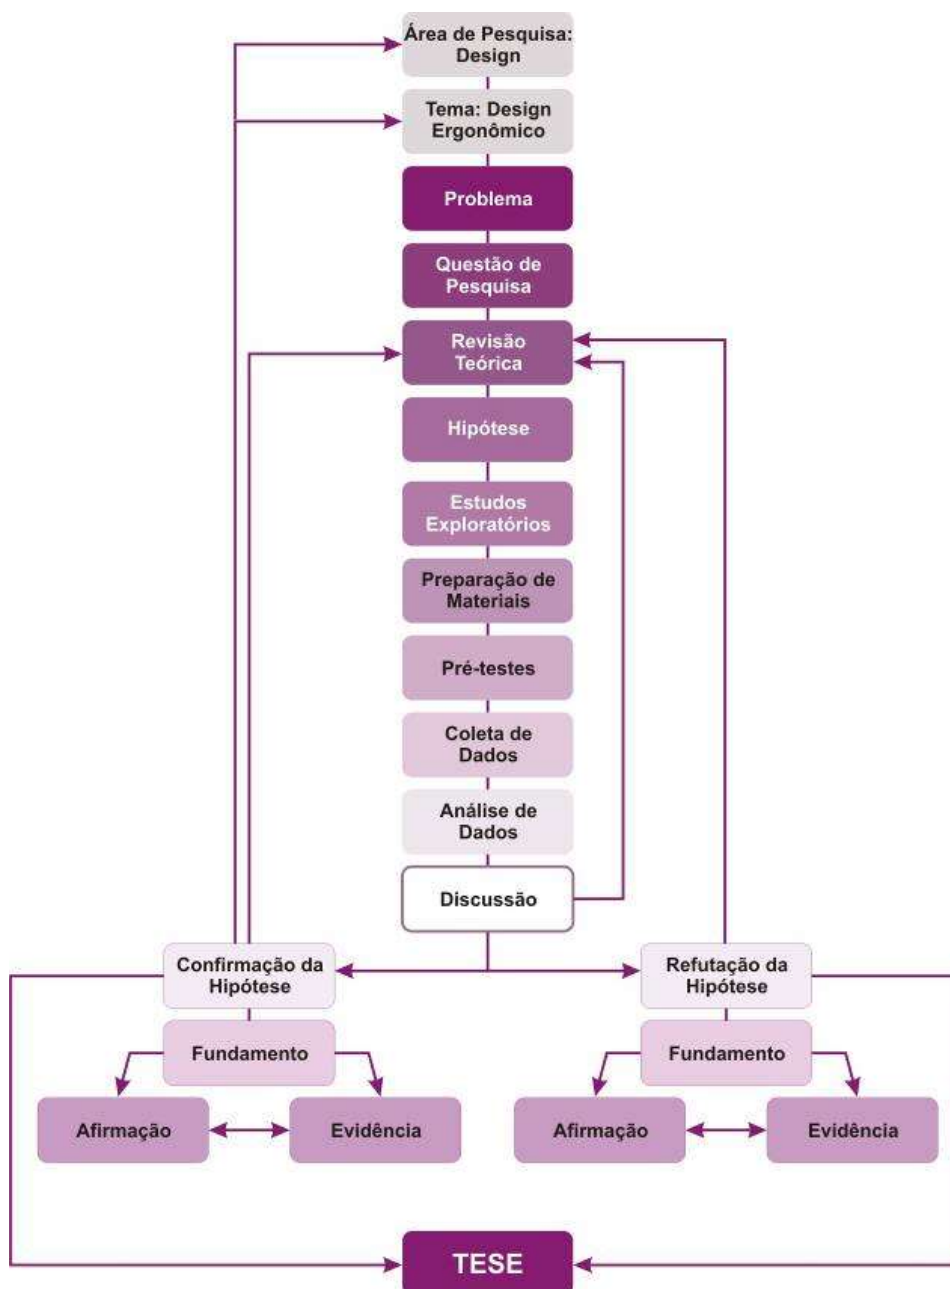 Área de Pesquisa:
Design
Tema: Design
Ergonômico
Problema
Questão de
Pesquisa
Revisão
Teórica
Hipótese
Estudos
Exploratórios
Preparação de
Materiais
Pré-testes
Coleta de
Dados
Análise de
Dados
Discussão
Confirmação da
Hipótese
Refutação da
Hipótese
Fundamento
Fundamento
Afirmação
Evidência
Afirmação
Evidência
TESE